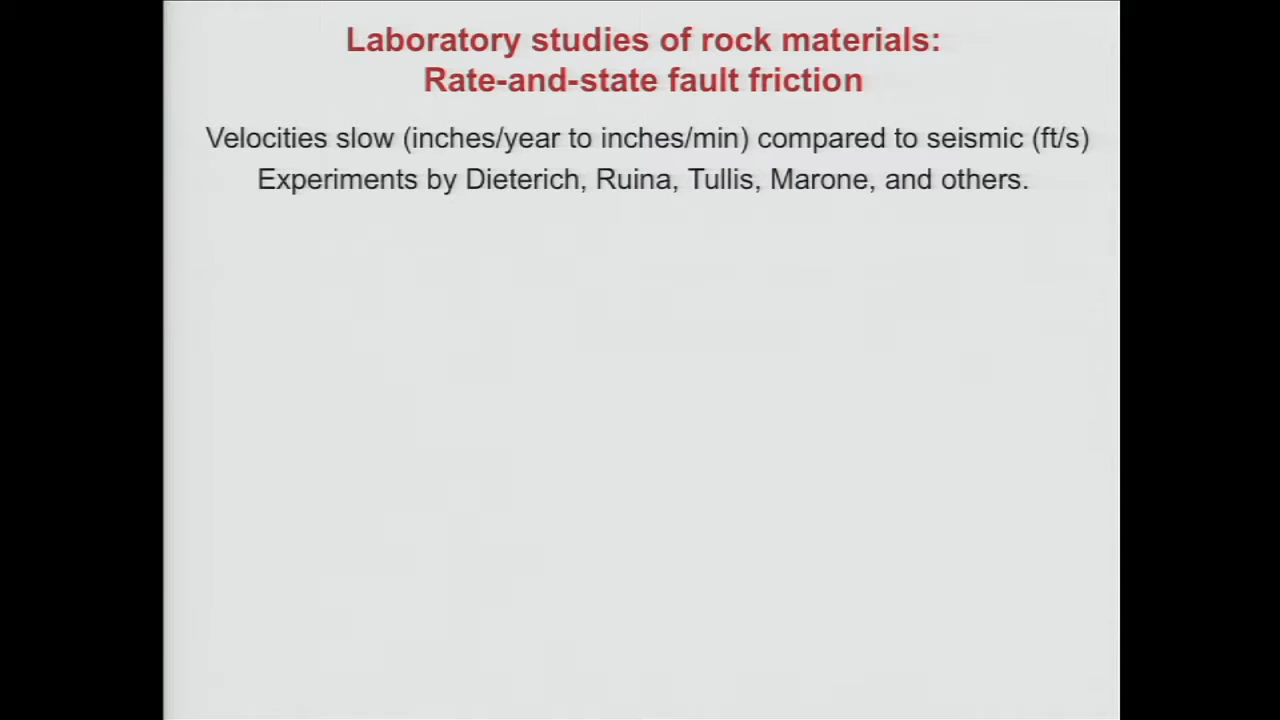 Laboratory studies of rock materials:
Rate-and-state fault friction
Velocities slow (inches/year to inches/min) compared to seismic (ft/s)
Experiments by Dieterich, Ruina, Tullis, Marone, and others.